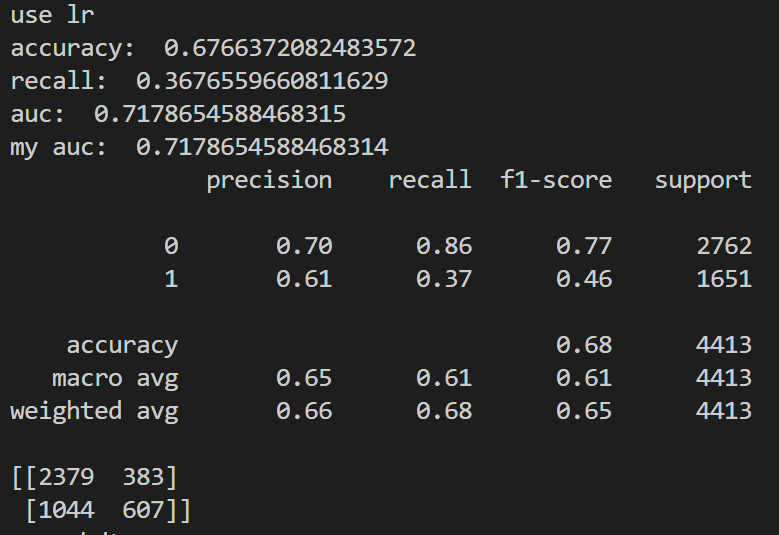 use lr
accuracy:  0.6766372082483572
recall:  0.3676559660811629
auc:  0.7178654588468315
my auc:  0.7178654588468314
              precision    recall  f1-score   support
           0       0.70      0.86      0.77      2762
           1       0.61      0.37      0.46      1651
    accuracy                           0.68      4413
   macro avg       0.65      0.61      0.61      4413
weighted avg       0.66      0.68      0.65      4413
[[2379  383]
 [1044  607]]